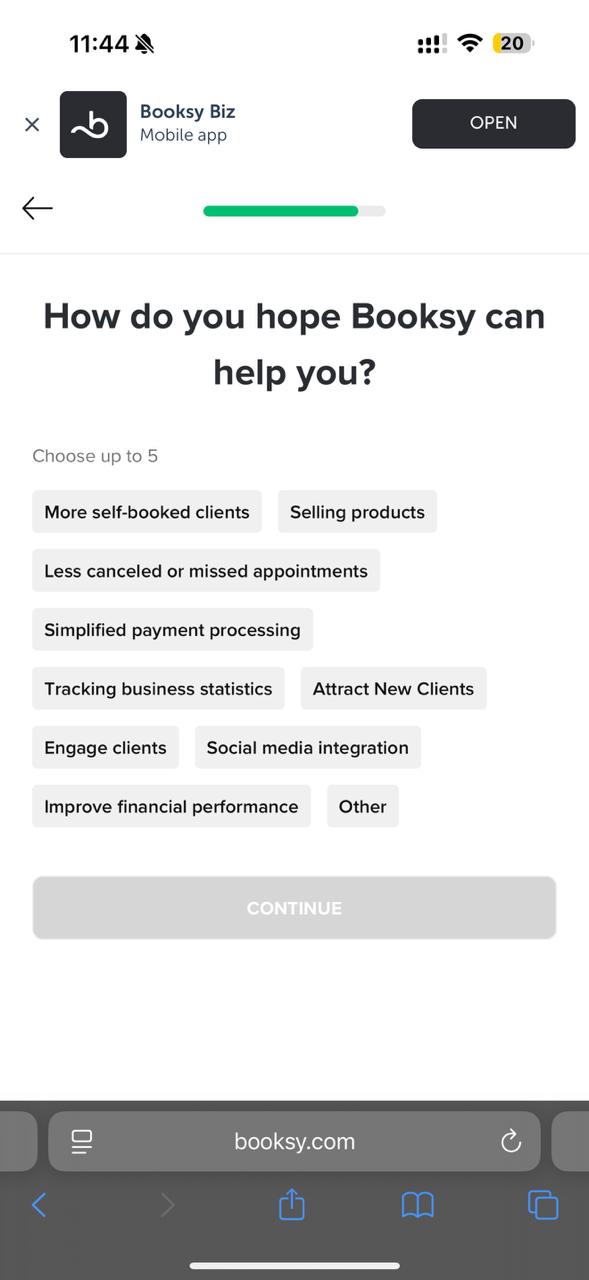 11:44
20
Booksy Biz
Mobile app
OPEN
How do you hope Booksy can
help you?
Choose up to 5
More self-booked clients
Selling products
Less canceled or missed appointments
Simplified payment processing
Tracking business statistics
Attract New Clients
Engage clients
Social media integration
Improve financial performance
Other
CONTINUE
booksy.com